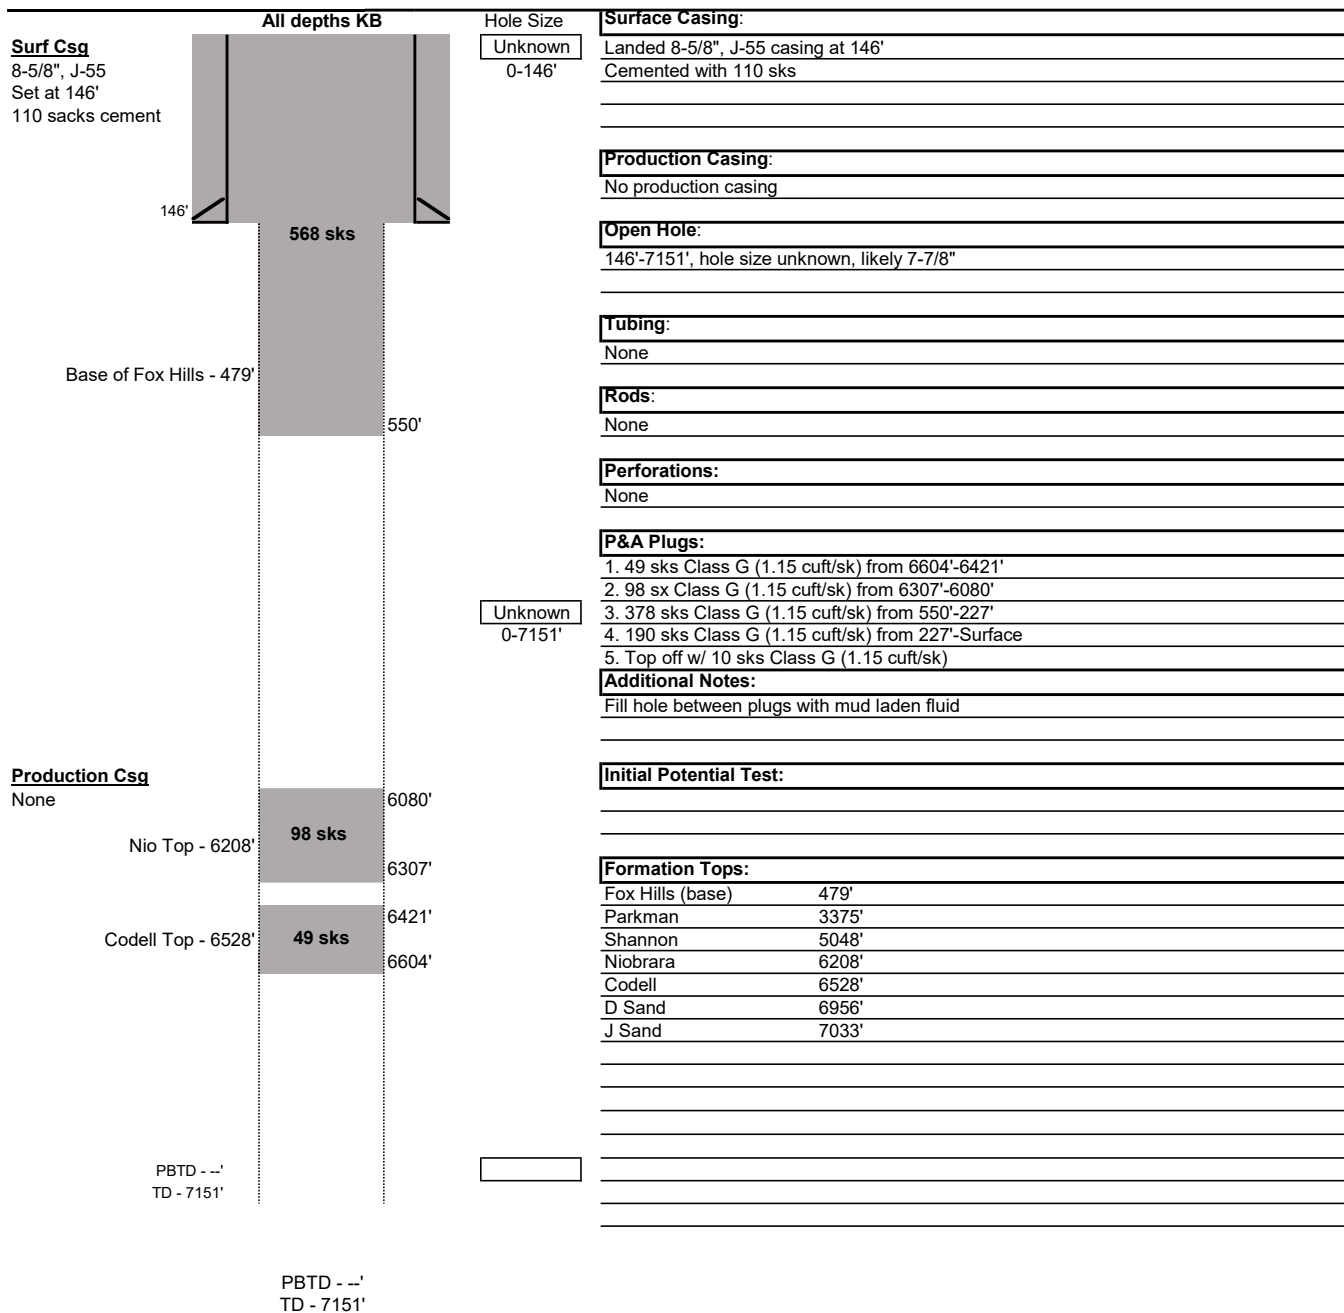 All depths KB
Hole Size
Surf Csg
8-5/8", J-55
Set at 146'
110 sacks cement
146'
568 sks
Base of Fox Hills - 479'
550'
Production Csg
None
6080'
98 sks
Nio Top - 6208'
6307'
6421'
Codell Top - 6528'
49 sks
6604'
PBTD - --'
TD - 7151'
PBTD - --'
TD - 7151'
Unknown
0-146'
Unknown
0-7151'
Surface Casing:
Landed 8-5/8", J-55 casing at 146'
Cemented with 110 sks
Production Casing:
No production casing
Open Hole:
146'-7151', hole size unknown, likely 7-7/8"
Tubing:
None
Rods:
None
Perforations:
None
P&A Plugs:
1. 49 sks Class G (1.15 cuft/sk) from 6604'-6421'
2. 98 sx Class G (1.15 cuft/sk) from 6307'-6080'
3. 378 sks Class G (1.15 cuft/sk) from 550'-227'
4. 190 sks Class G (1.15 cuft/sk) from 227'-Surface
5. Top off w/ 10 sks Class G (1.15 cuft/sk)
Additional Notes:
Fill hole between plugs with mud laden fluid
Initial Potential Test:
Formation Tops:
Fox Hills (base) 479'
Parkman 3375'
Shannon 5048'
Niobrara 6208'
Codell 6528'
D Sand 6956'
J Sand 7033'